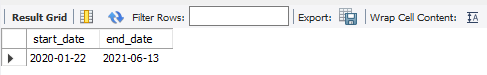 Result Grid Filter Rows: Export: Wrap Cell Content:
start_date end_date
2020-01-22 2021-06-13